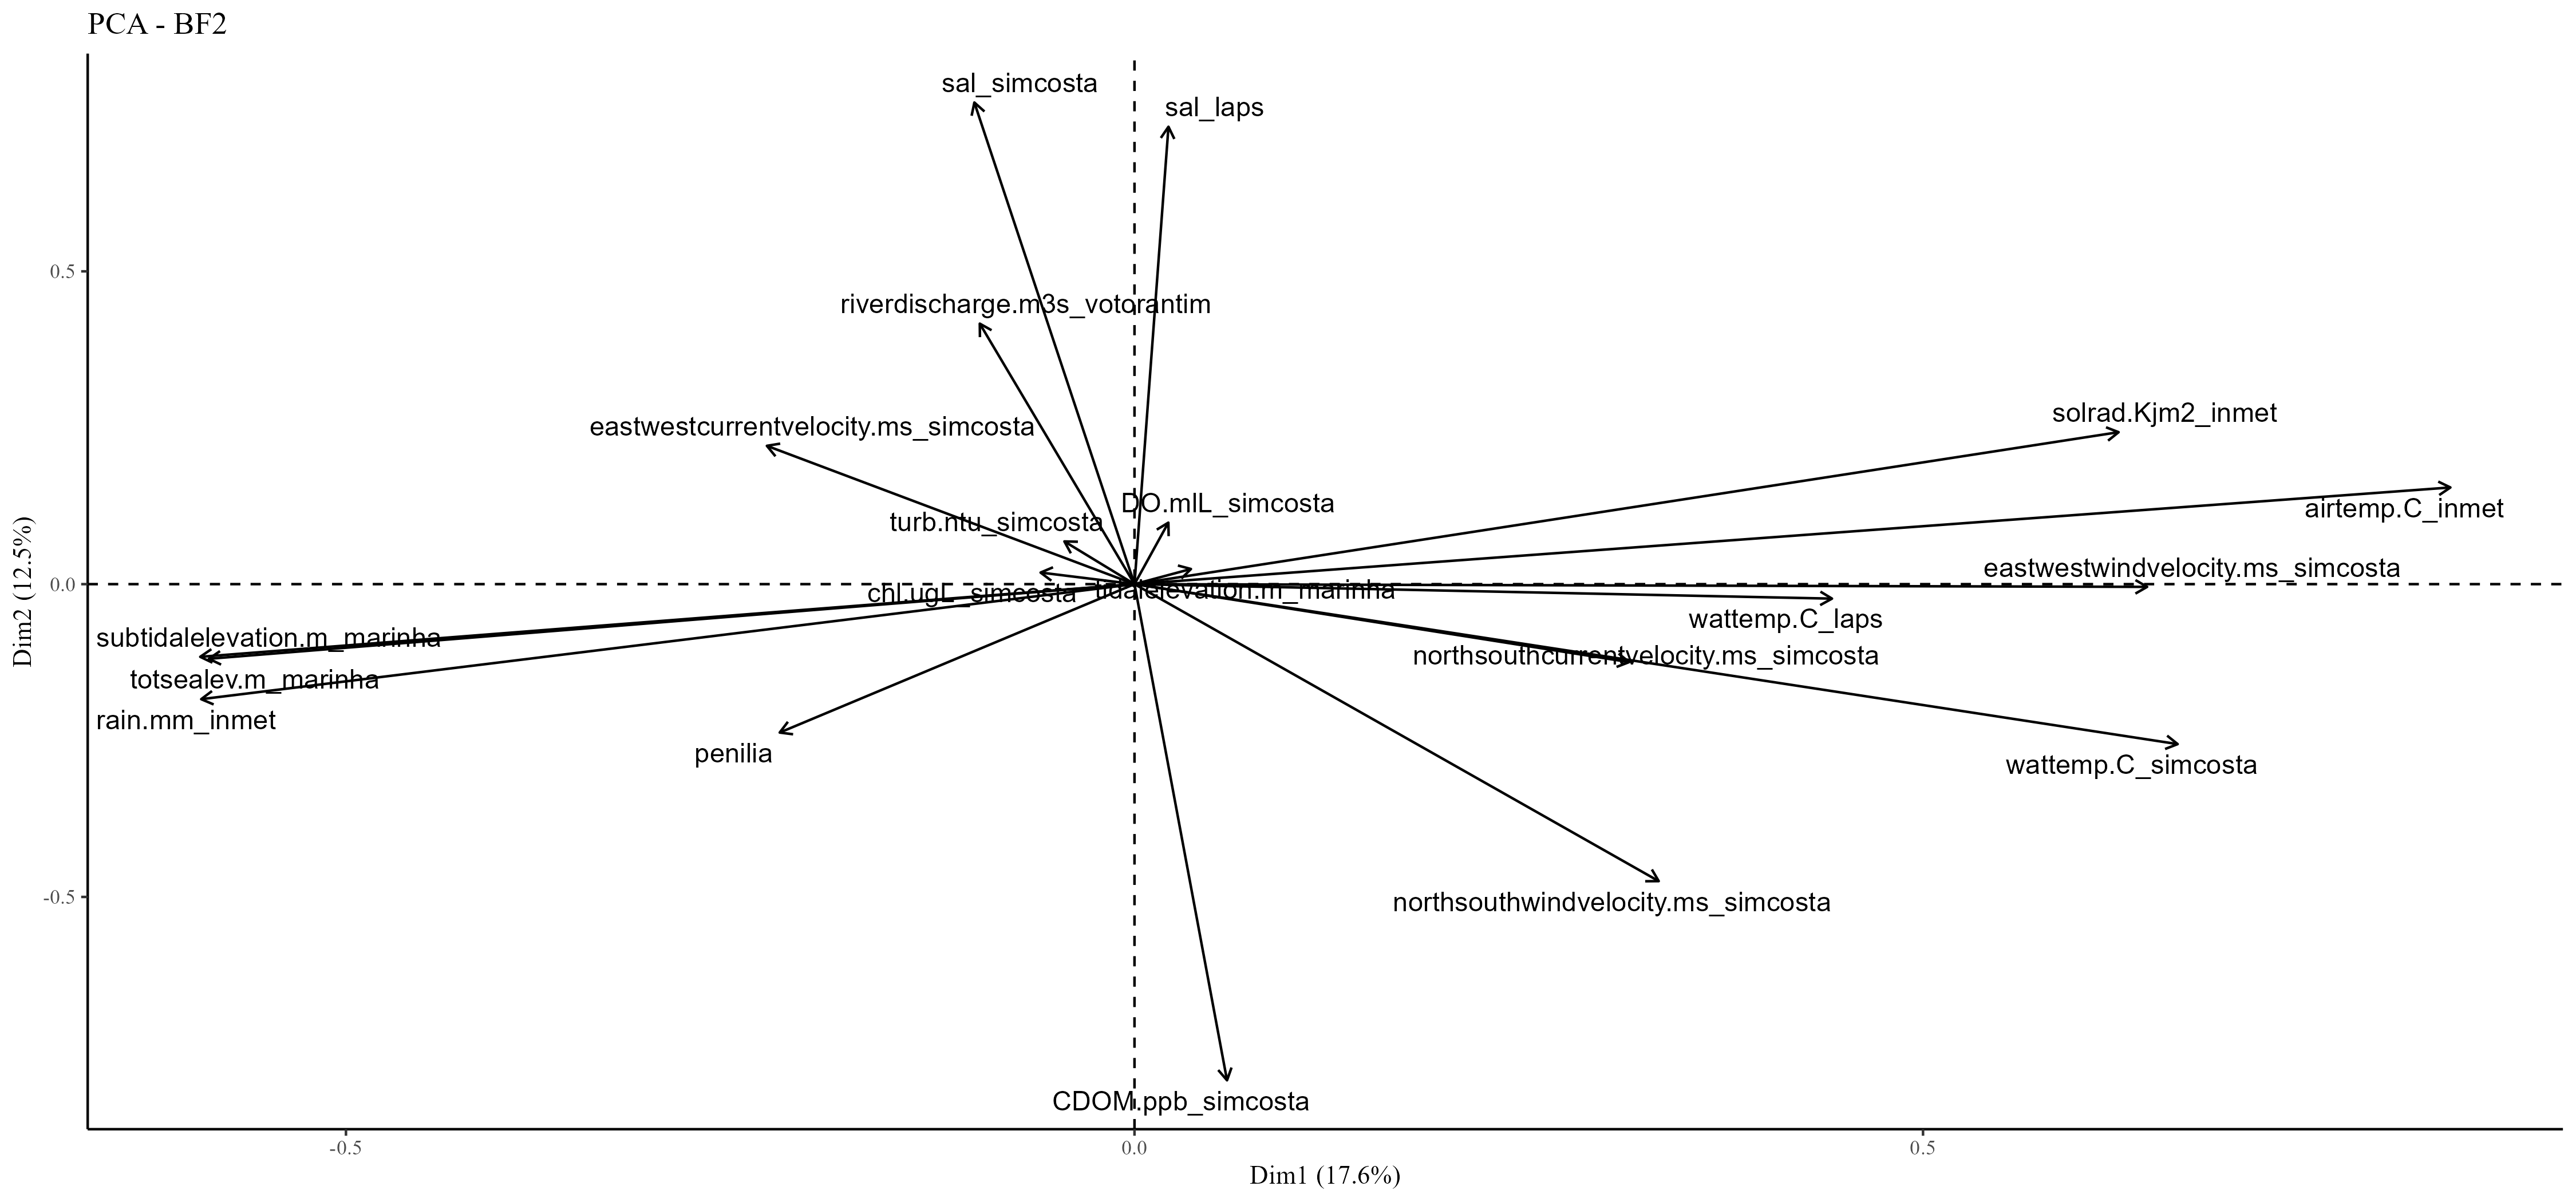 PCA - BF2
sal_simcosta
sal_laps
0.5
riverdischarge.m3s_votorantim
solrad.Kjm2_inmet
eastwestcurrentvelocity.ms_simcosta
DO.mlL_simcosta
airtemp.C_inmet
turb.ntu_simcosta
eastwestwindvelocity.ms_simcosta
0.0
tidalelevation.m_marinha
chl.ugL_simcosta
wattemp.C_laps
subtidalelevation.m_marinha
northsouthcurrentvelocity.ms_simcosta
totsealev.m_marinha
rain.mm_inmet
penilia
wattemp.C_simcosta
-0.5
northsouthwindvelocity.ms_simcosta
CDOM.ppb_simcosta
Dim2 (12.5%)
-0.5
0.0
0.5
Dim1 (17.6%)